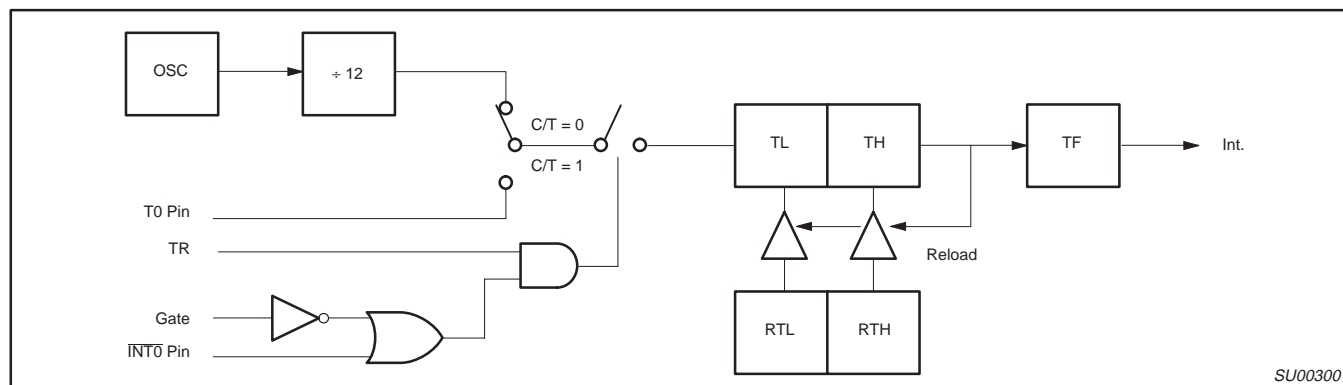 OSC
÷ 12
C/T = 0
C/T = 1
TL
TH
TF
Int.
T0 Pin
TR
Reload
Gate
INT0 Pin
RTL
RTH
SU00300